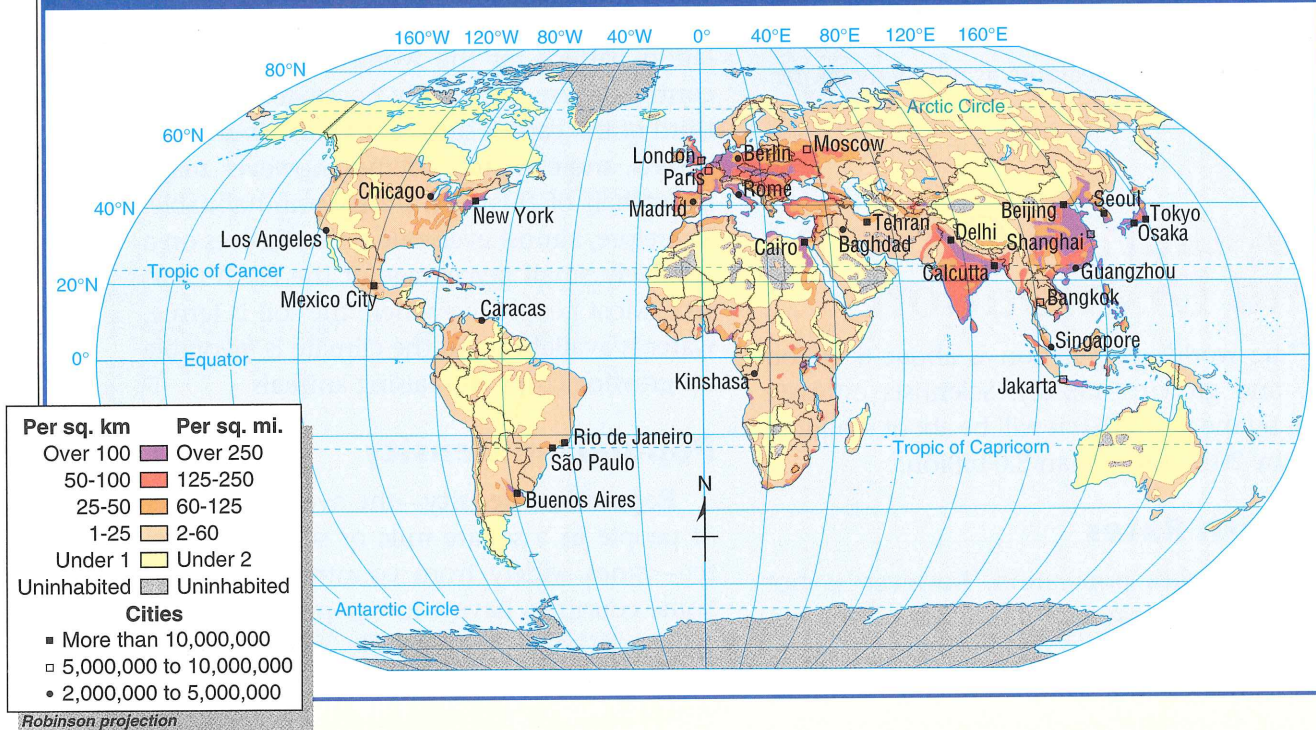 160°W 120°W 80°W 40°W 0° 40°E 80°E 120°E 160°E
80°N
Arctic Circle
60°N
London
Berlin
Moscow
Paris
Chicago
Rome
New York
Madrid
40°N
Beijing
Seoul
Tokyo
Osaka
Los Angeles
Tehran
Baghdad
Delhi
Shanghai
Cairo
Tropic of Cancer
Calcutta
Guangzhou
20°N
Mexico City
Bangkok
Caracas
Singapore
0°
Equator
Kinshasa
Jakarta
Rio de Janeiro
São Paulo
Tropic of Capricorn
Buenos Aires
N
Antarctic Circle
Per sq. km Per sq. mi.
Over 100 Over 250
50-100 125-250
25-50 60-125
1-25 2-60
Under 1 Under 2
Uninhabited Uninhabited
Cities
More than 10,000,000
5,000,000 to 10,000,000
2,000,000 to 5,000,000
Robinson projection